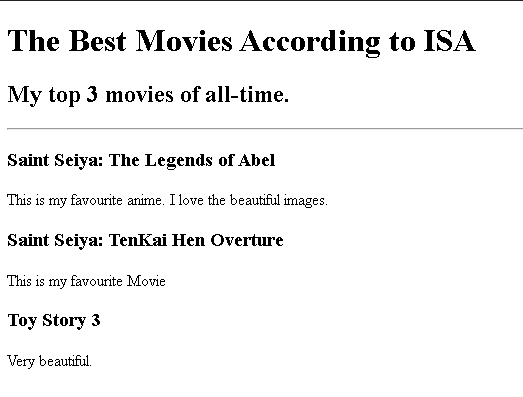 The Best Movies According to ISA
My top 3 movies of all-time.
Saint Seiya: The Legends of Abel
This is my favourite anime. I love the beautiful images.
Saint Seiya: TenKai Hen Overture
This is my favourite Movie
Toy Story 3
Very beautiful.